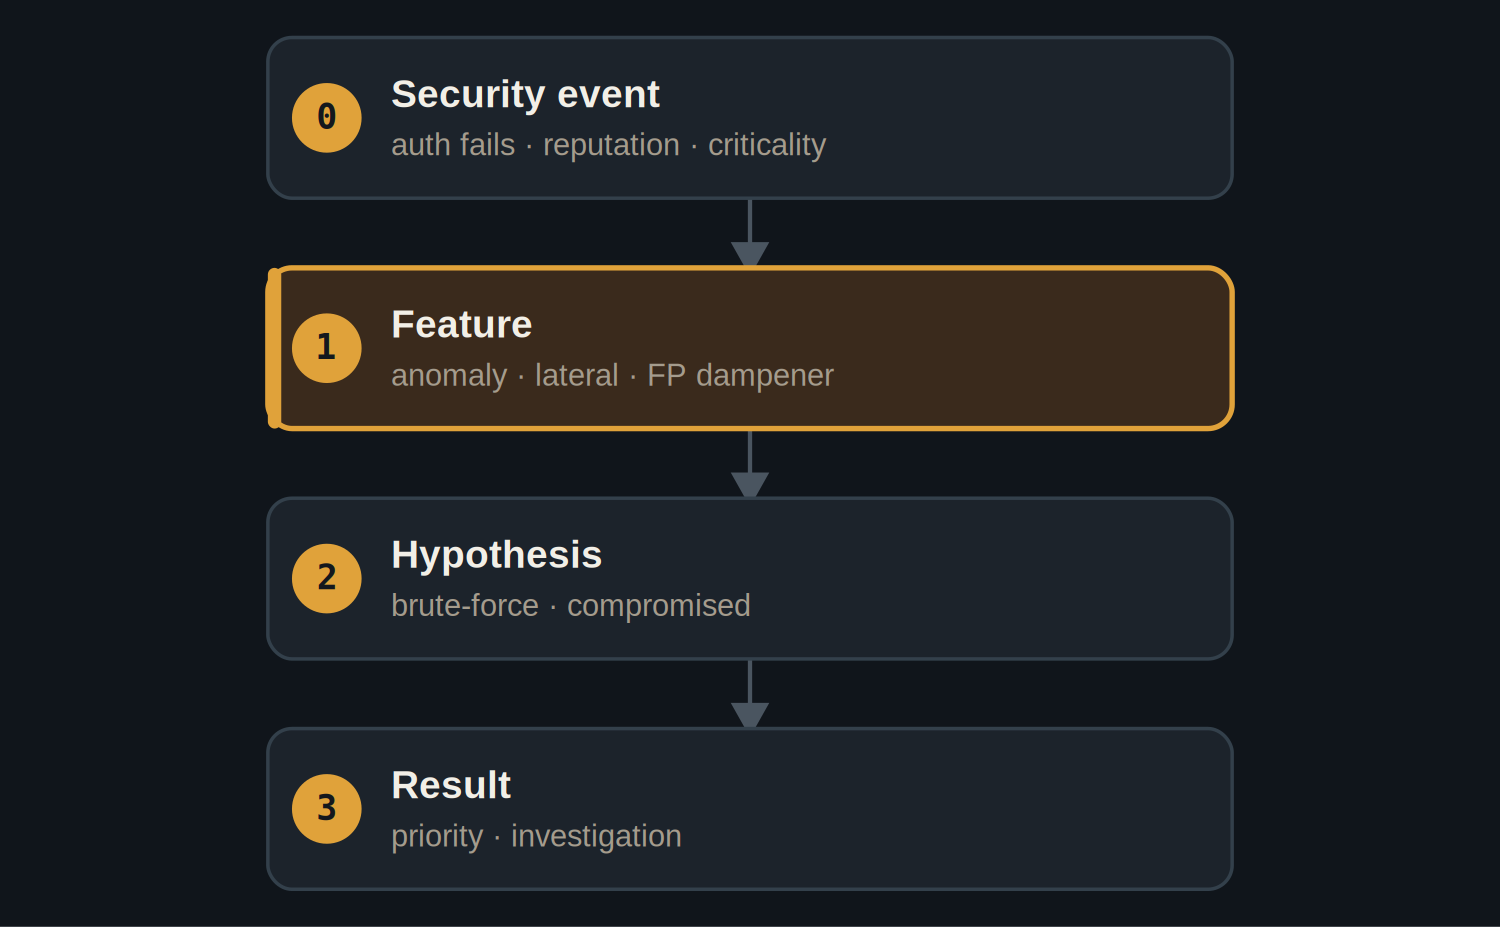 0
Security event
auth fails · reputation · criticality
1
Feature
anomaly · lateral · FP dampener
2
Hypothesis
brute-force · compromised
3
Result
priority · investigation